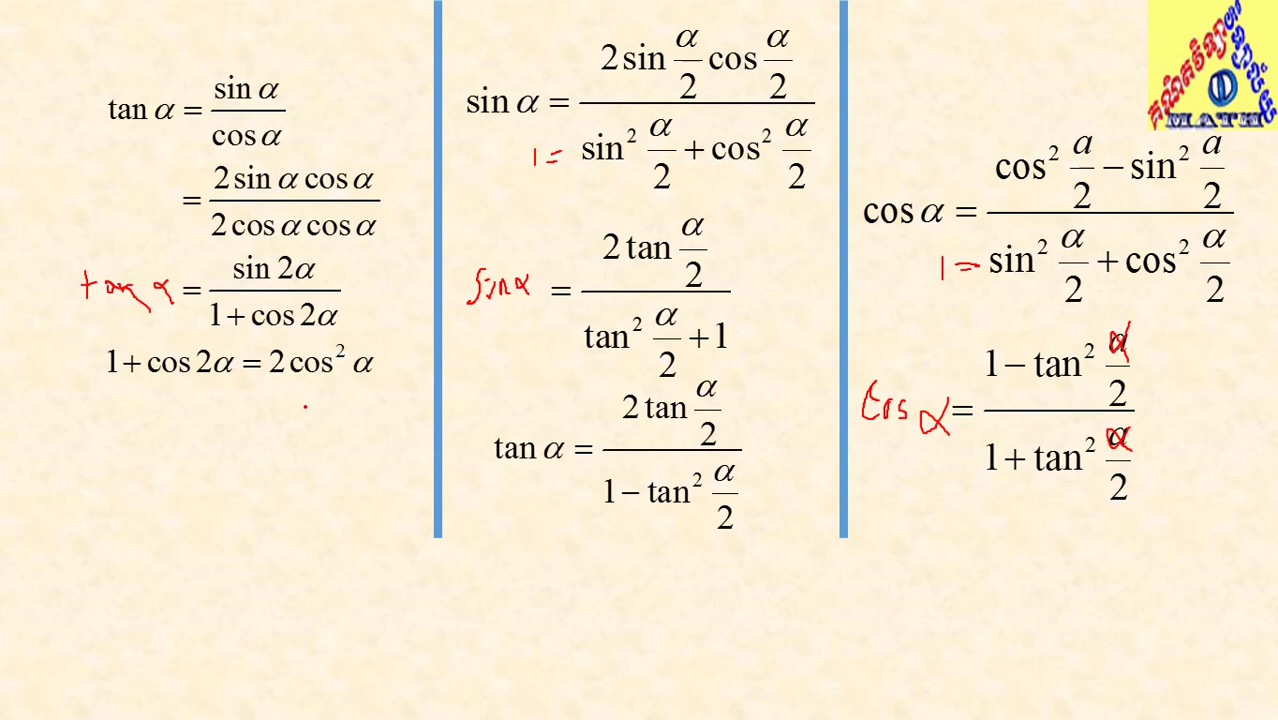 tan α = sin α / cos α
= 2 sin α cos α / 2 cos α cos α
tan α = sin 2α / 1 + cos 2α
1 + cos 2α = 2 cos² α
sin α = 2 sin α/2 cos α/2 / sin² α/2 + cos² α/2
1 =
sin α = 2 tan α/2 / tan² α/2 + 1
tan α = 2 tan α/2 / 1 − tan² α/2
cos α = cos² a/2 − sin² a/2 / sin² α/2 + cos² α/2
1 =
cos α = 1 − tan² α/2 / 1 + tan² α/2
MATH